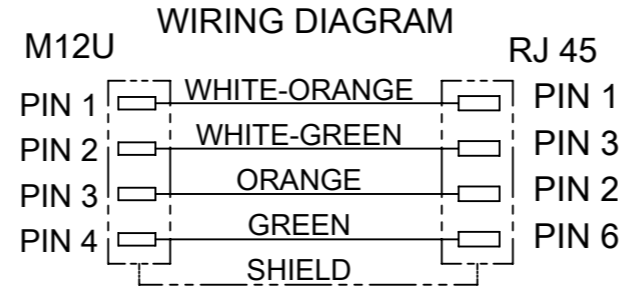 WIRING DIAGRAM
M12U RJ 45
PIN 1 WHITE-ORANGE PIN 1
PIN 2 WHITE-GREEN PIN 3
PIN 3 ORANGE PIN 2
PIN 4 GREEN PIN 6
SHIELD